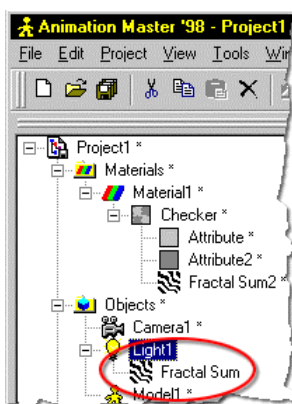 Animation Master '98 - Project1
File Edit Project View Tools
Project1 *
Materials *
Material1 *
Checker *
Attribute *
Attribute2 *
Fractal Sum2 *
Objects *
Camera1 *
Light1
Fractal Sum
Model1 *